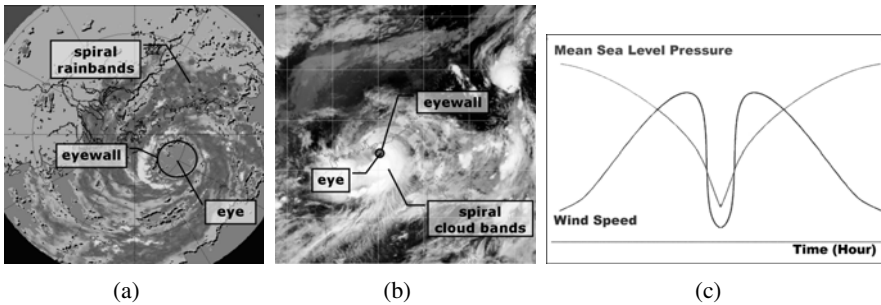 spiral
rainbands
eyewall
eye
(a)
eyewall
eye
spiral
cloud bands
(b)
Mean Sea Level Pressure
Wind Speed
Time (Hour)
(c)